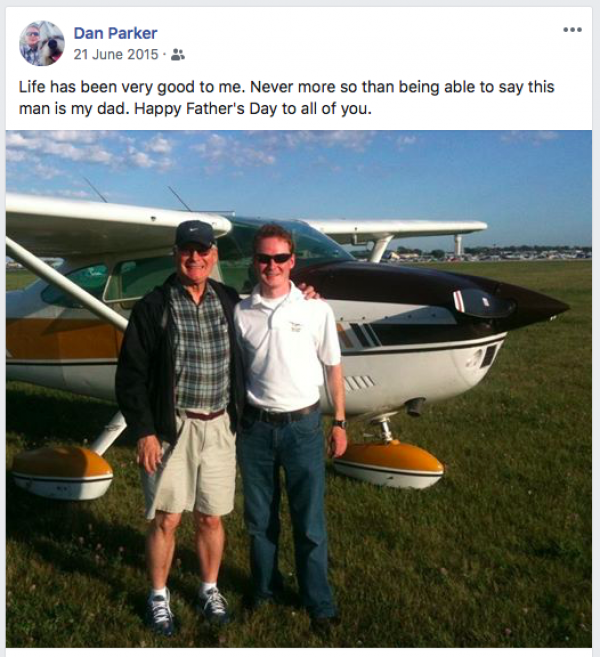 Dan Parker
21 June 2015 ·
Life has been very good to me. Never more so than being able to say this
man is my dad. Happy Father's Day to all of you.